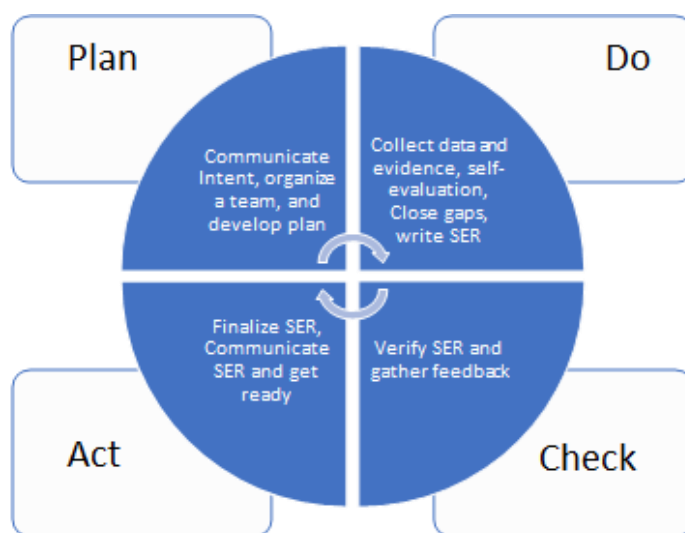 Plan
Do
Communicate
Intent, organize
a team, and
develop plan
Collect data and
evidence, self-
evaluation,
Close gaps,
write SER
Finalize SER,
Communicate
SER and get
ready
Verify SER and
gather feedback
Act
Check